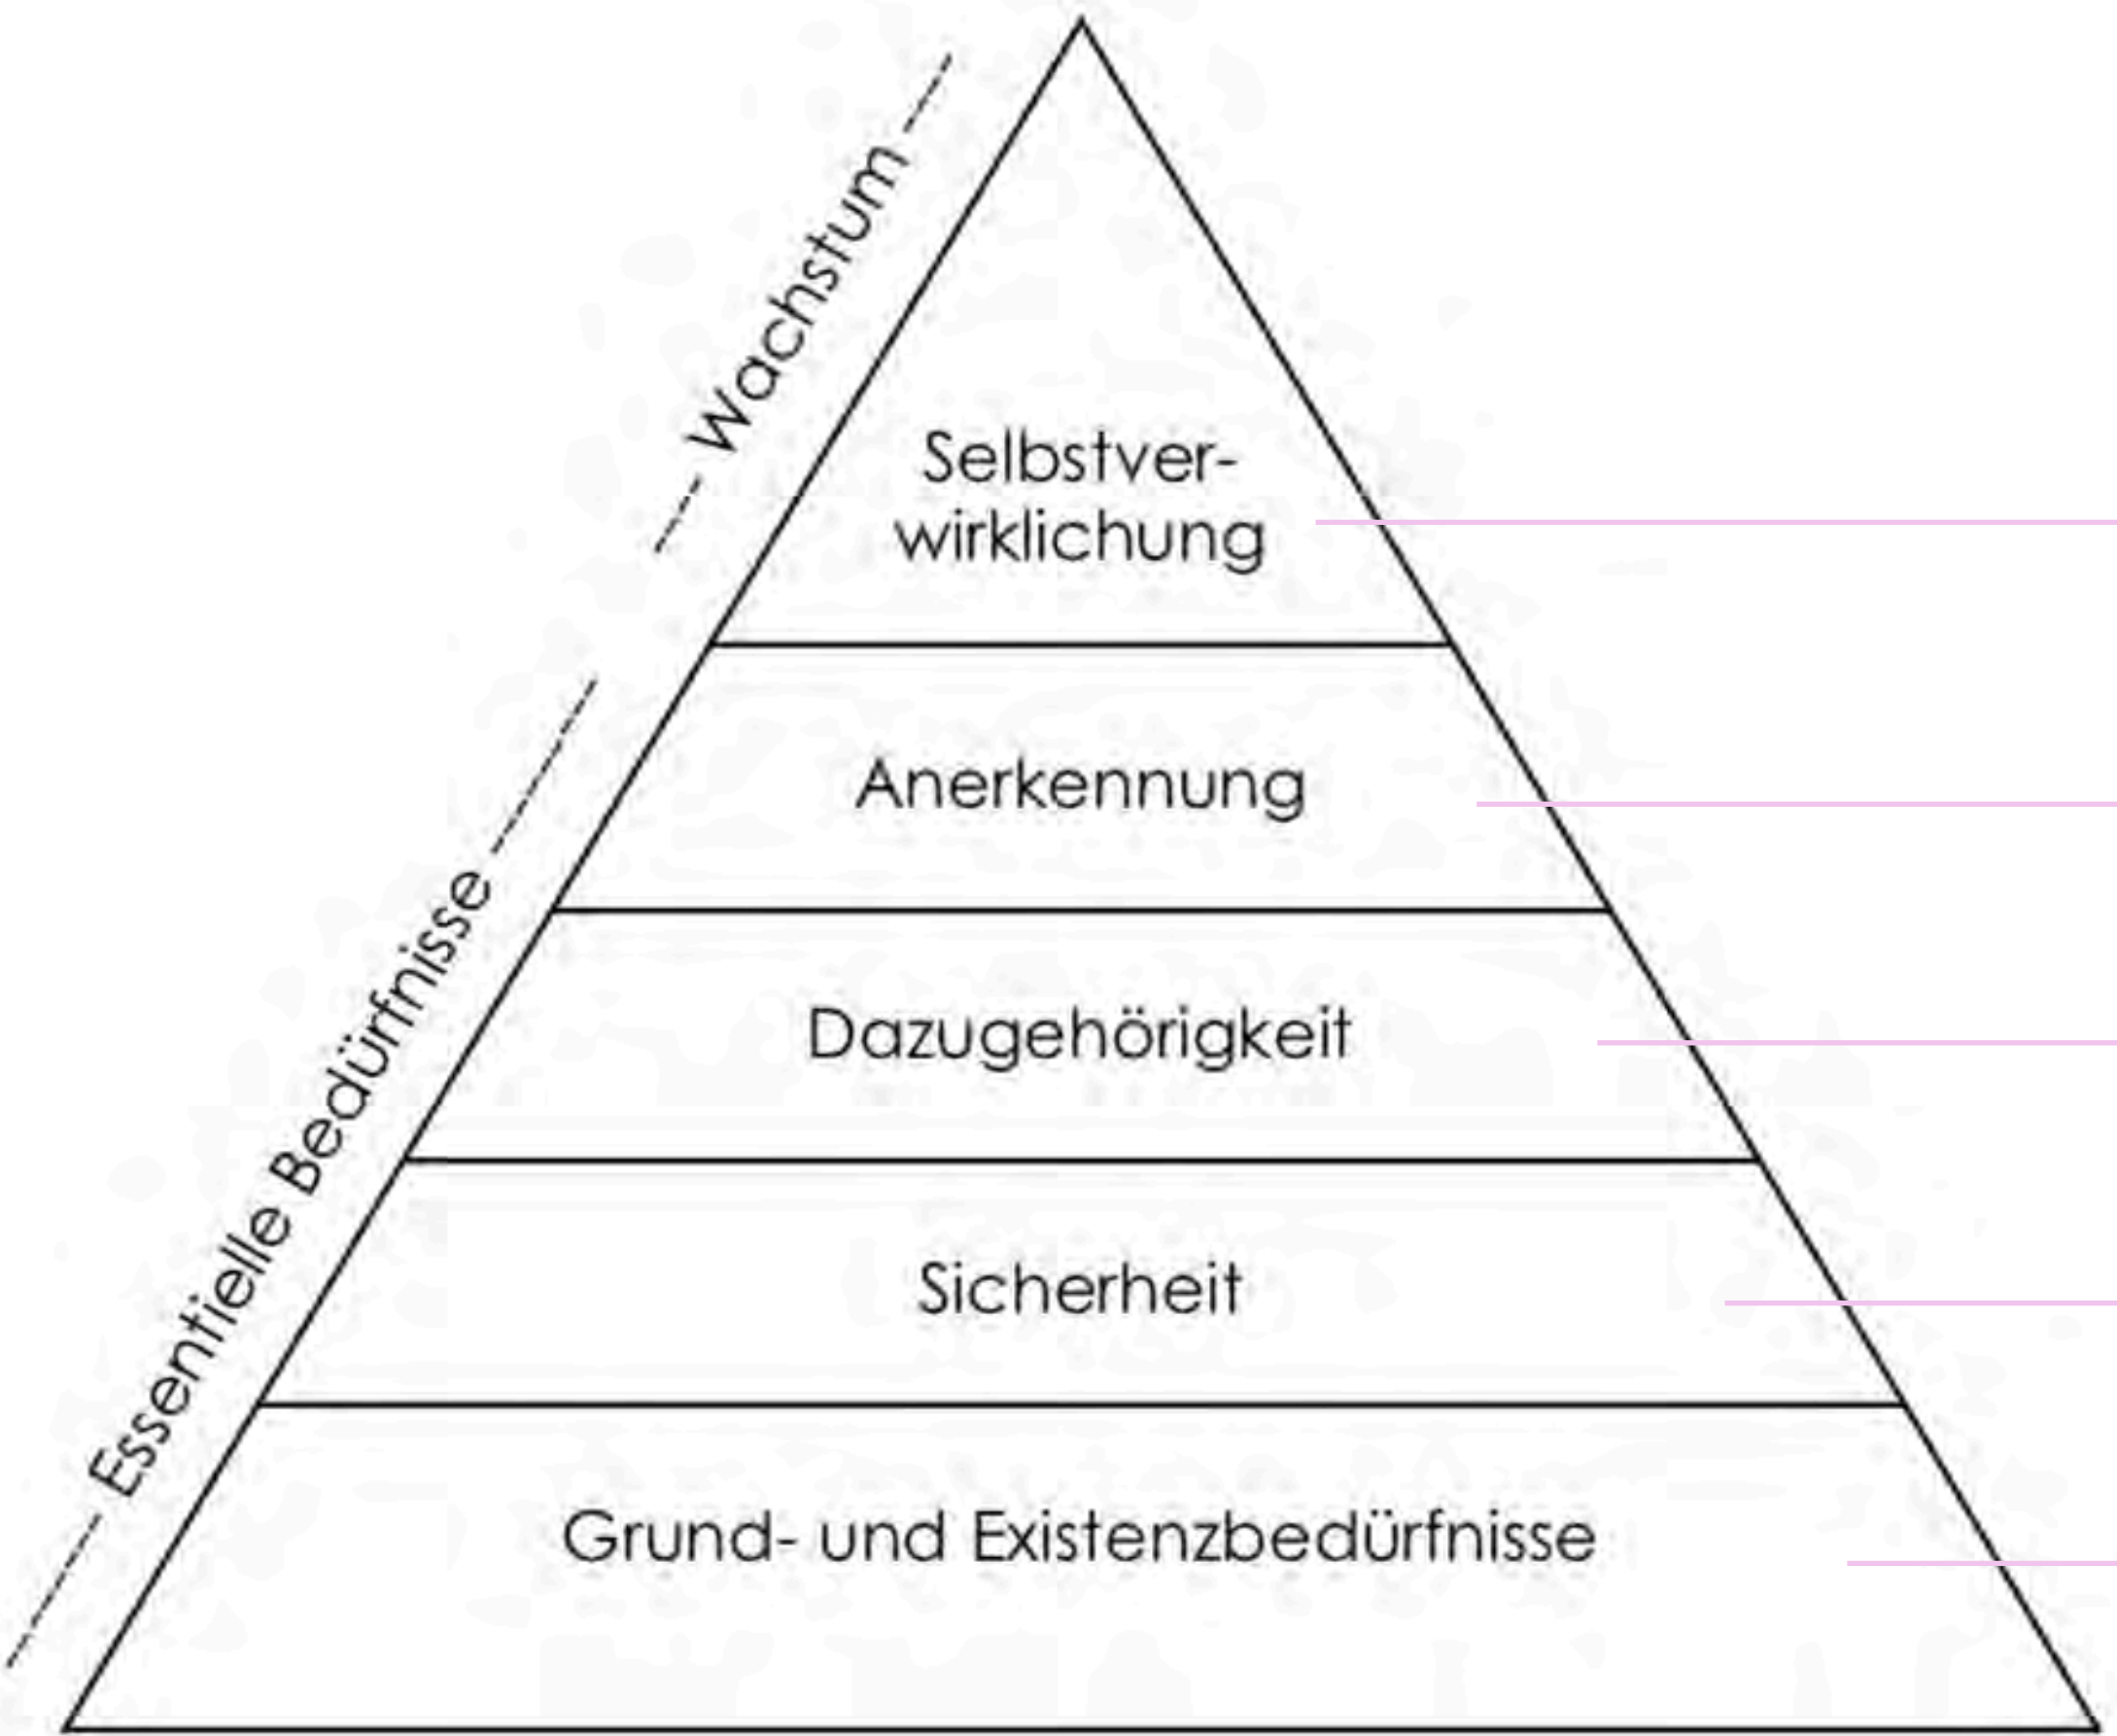 Wachstum
Selbstver-
wirklichung
Anerkennung
Essentielle Bedürfnisse
Dazugehörigkeit
Sicherheit
Grund- und Existenzbedürfnisse